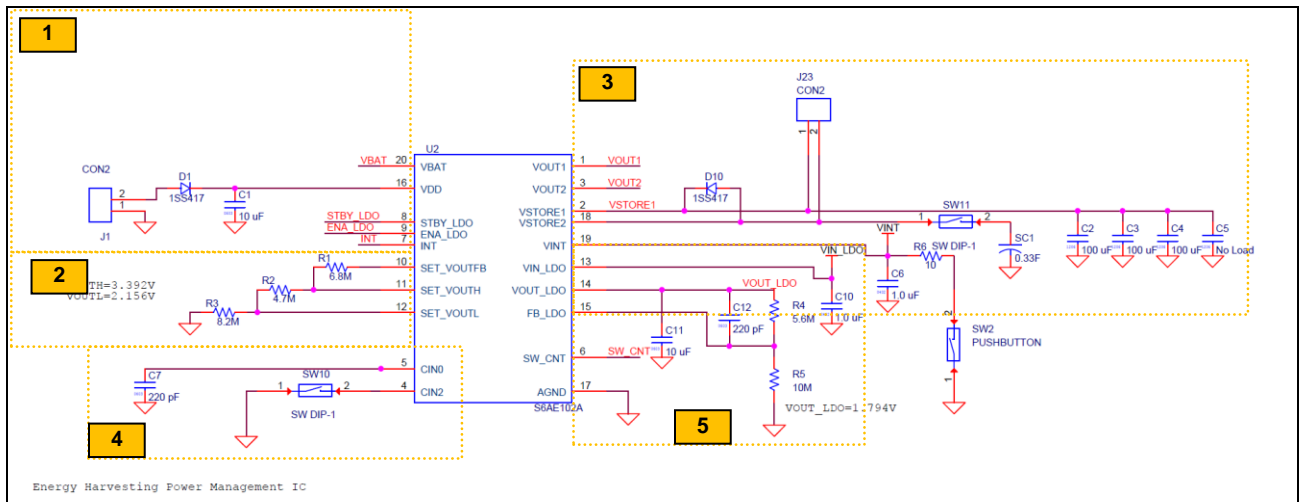 1
3
J23
CON2
1
2
U2
VBAT 20 VBAT
VOUT1 1 VOUT1
CON2
D1
1SS417
16 VDD
VOUT2 3 VOUT2
D10
1SS417
2
1
C1
10 uF
VSTORE1 2 VSTORE1
SW11
J1
STBY_LDO 8 STBY_LDO
VSTORE2 18
1 2
ENA_LDO 9 ENA_LDO
INT 7 INT
VINT 19
VINT
R6
10
SW DIP-1
SC1
0.33F
C2
100 uF
C3
100 uF
C4
100 uF
C5
No Load
2
R1
6.8M
10 SET_VOUTFB
VIN_LDO 13
VIN_LDO
C6
1.0 uF
TH=3.392V
VOUTL=2.156V
R2
4.7M
11 SET_VOUTH
VOUT_LDO 14
VOUT_LDO
R3
8.2M
12 SET_VOUTL
FB_LDO 15
C12
220 pF
R4
5.6M
C10
1.0 uF
C11
10 uF
2
SW2
PUSHBUTTON
1
SW_CNT 6 SW_CNT
5 CIN0
C7
220 pF
SW10
1 2
SW DIP-1
4 CIN2
AGND 17
R5
10M
S6AE102A
VOUT_LDO=1.794V
4
5
Energy Harvesting Power Management IC